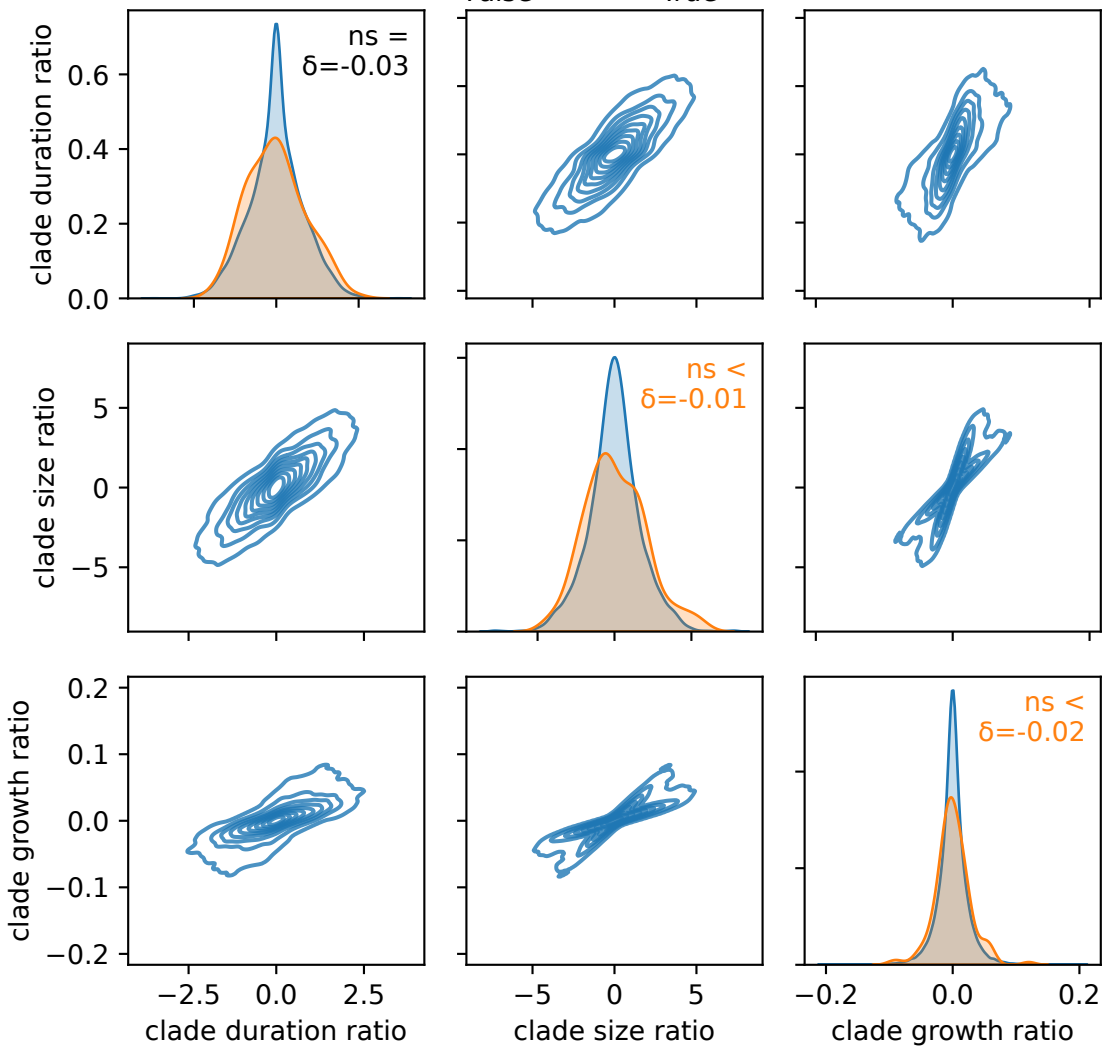 clade duration ratio
0.6
0.4
0.2
0.0
ns =
δ=-0.03
clade size ratio
5
0
−5
ns <
δ=-0.01
clade growth ratio
0.2
0.1
0.0
−0.1
−0.2
ns <
δ=-0.02
−2.5 0.0 2.5
−5 0 5
−0.2 0.0 0.2
clade duration ratio
clade size ratio
clade growth ratio